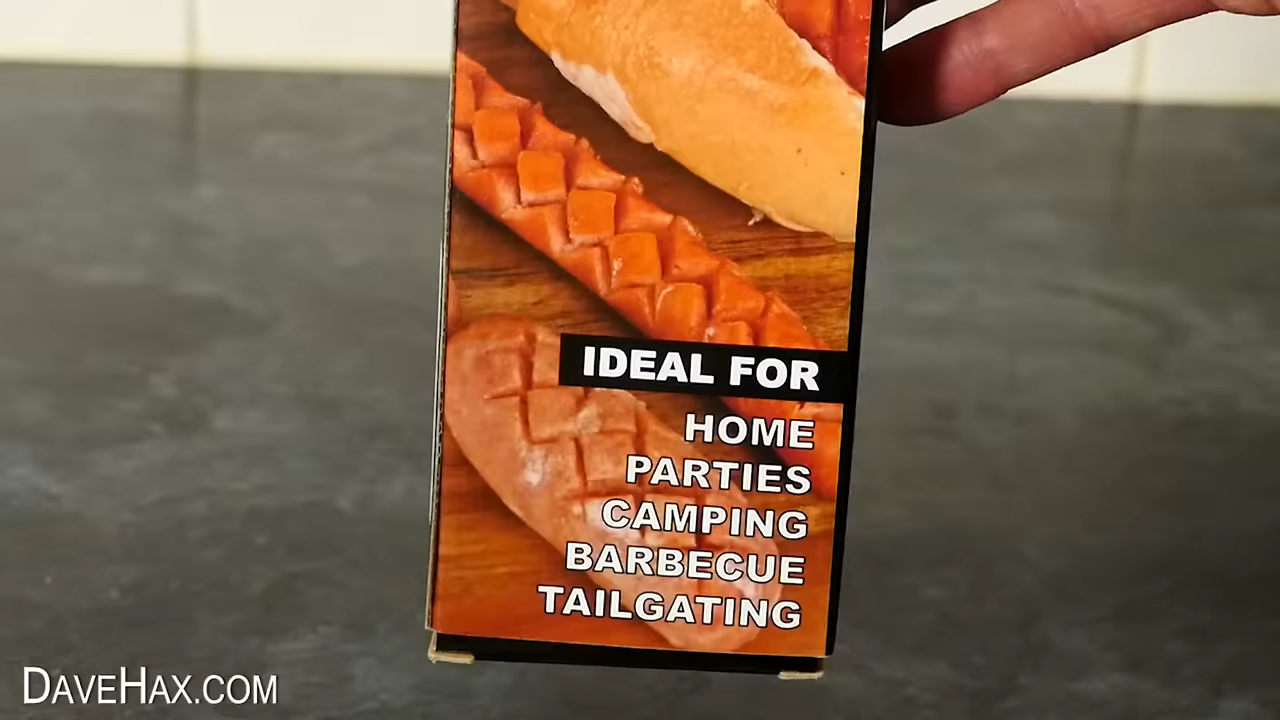 IDEAL FOR
HOME
PARTIES
CAMPING
BARBECUE
TAILGATING
DAVEHAX.COM